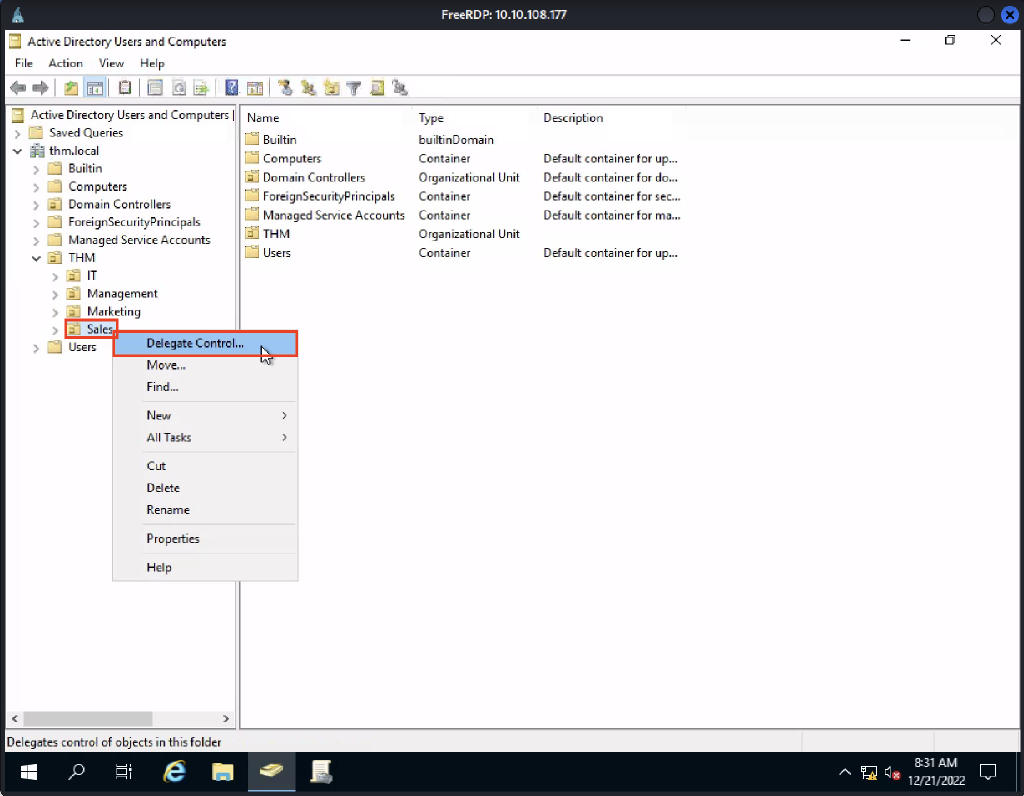 FreeRDP: 10.10.108.177
Active Directory Users and Computers
File Action View Help
Active Directory Users and Computers
Saved Queries
thm.local
Builtin
Computers
Domain Controllers
ForeignSecurityPrincipals
Managed Service Accounts
THM
IT
Management
Marketing
Sales
Users
Delegate Control...
Move...
Find...
New
All Tasks
Cut
Delete
Rename
Properties
Help
Name Type Description
Builtin builtinDomain
Computers Container Default container for up...
Domain Controllers Organizational Unit Default container for do...
ForeignSecurityPrincipals Container Default container for sec...
Managed Service Accounts Container Default container for ma...
THM Organizational Unit
Users Container Default container for up...
Delegates control of objects in this folder
8:31 AM
12/21/2022